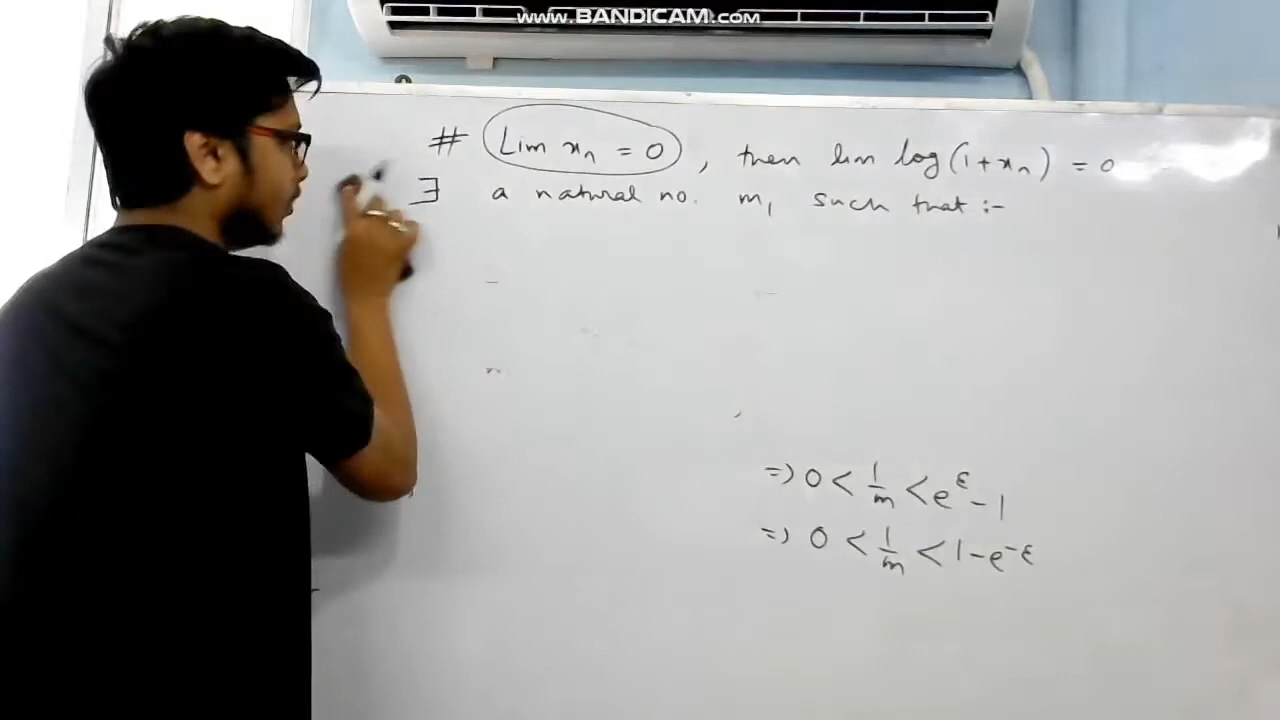 www.BANDICAM.com
# Lim xₙ = 0 , then lim log(1+xₙ) = 0
∃ a natural no. m₁ such that :-
=> 0 < 1/m < e^ε - 1
=> 0 < 1/m < 1 - e^-ε